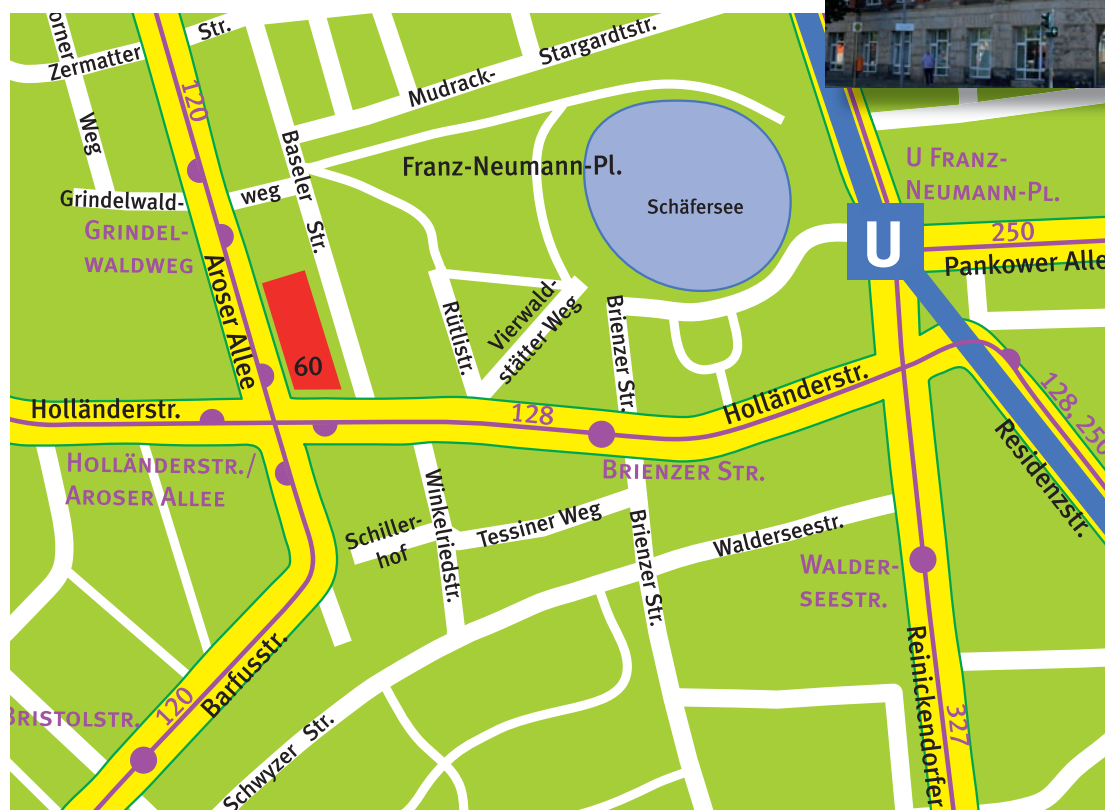 Zermatter
Str.
Stargardtstr.
Mudrack-
120
Weg
Baseler
Str.
Franz-Neumann-Pl.
Schäfersee
U Franz-
Neumann-Pl.
Grindelwald-
weg
Grindel-
waldweg
U
250
Pankower Alle
Aroser Allee
60
Rütlistr.
Vierwald-
stätter Weg
Brienzer Str.
Holländerstr.
128
Holländerstr.
128, 250
Residenzstr.
Holländerstr./
Aroser Allee
Brienzer Str.
Winkelriedstr.
Schiller-
hof
Tessiner Weg
Brienzer Str.
Walderseestr.
Walder-
seestr.
Reinickendorfer
327
Barfusstr.
120
Bristolstr.
Schwyzer Str.